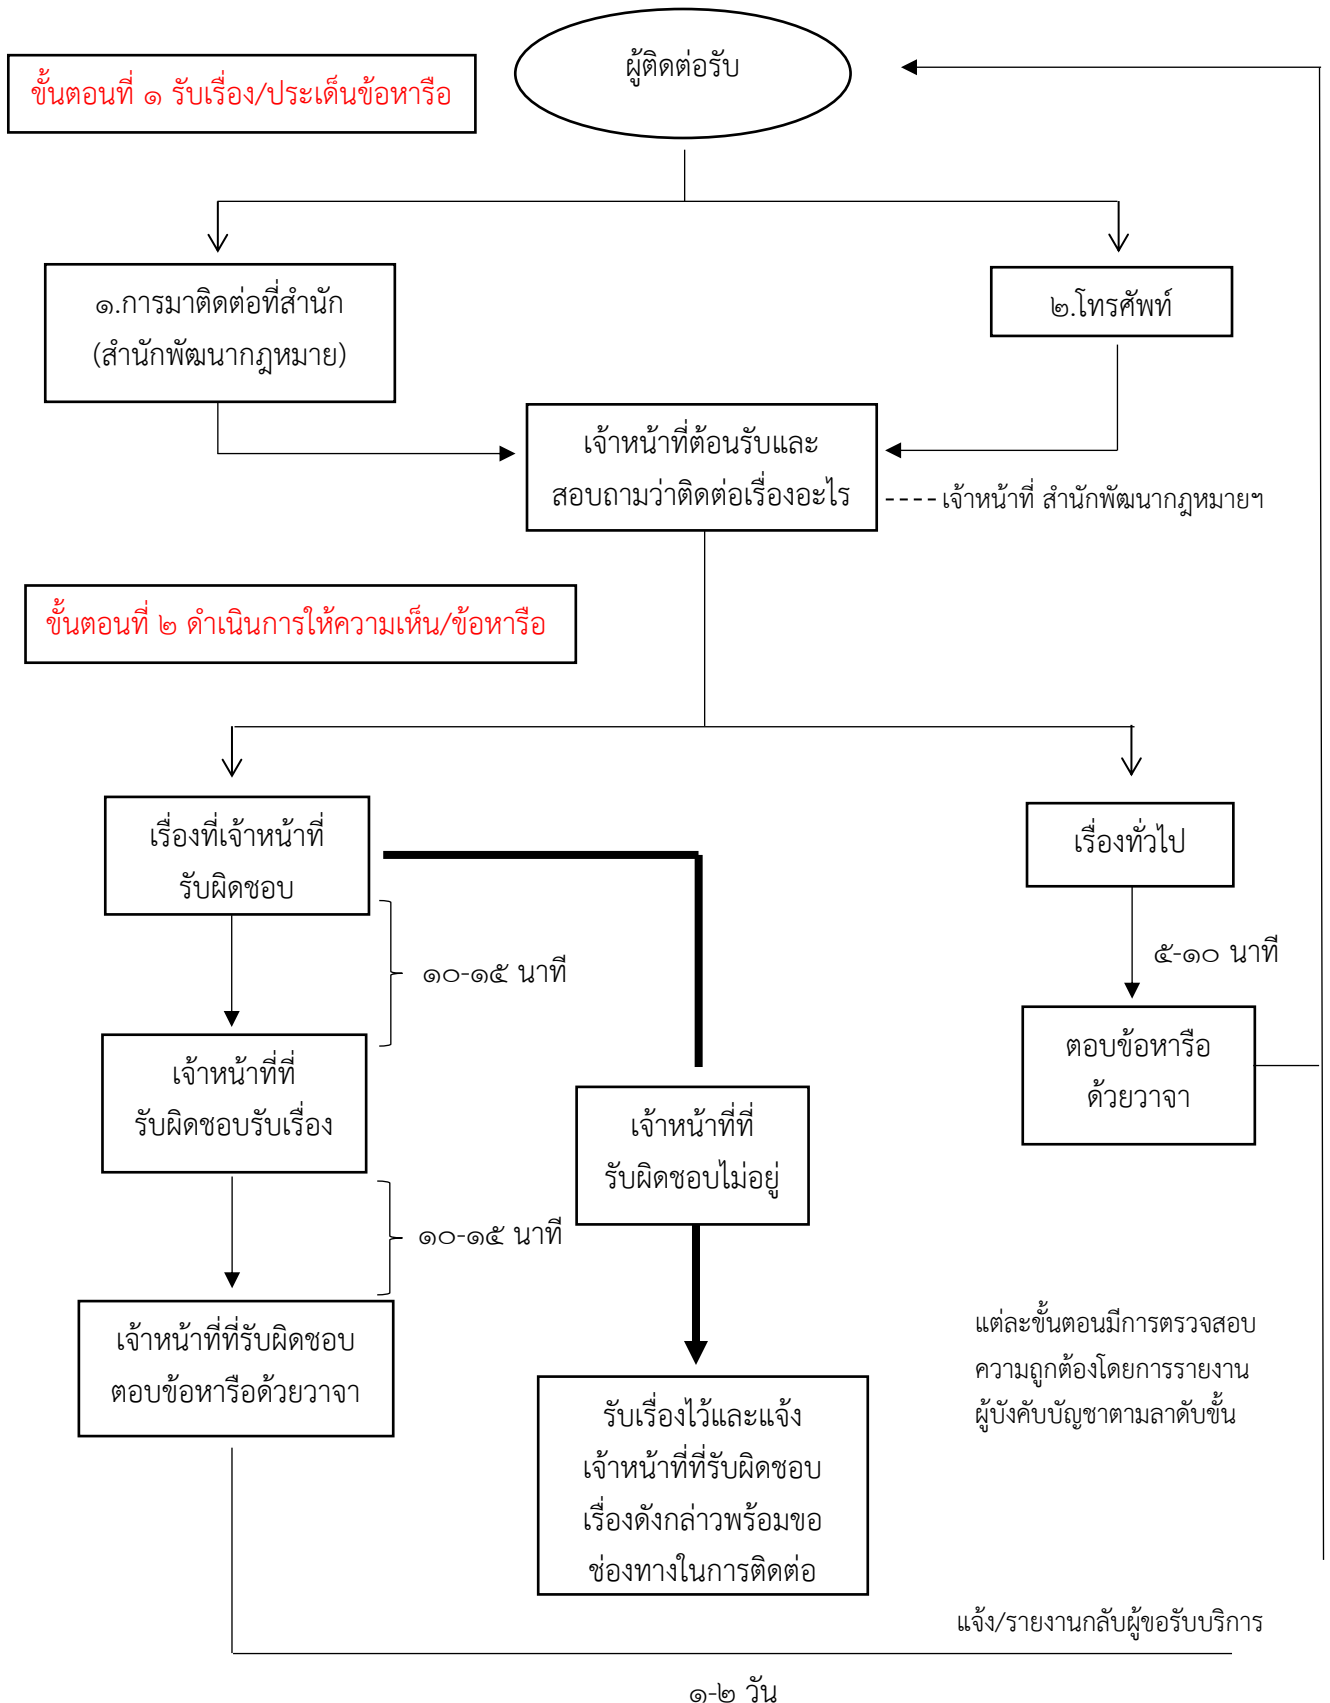 ผู้ติดต่อรับ
ขั้นตอนที่ ๑ รับเรื่อง/ประเด็นข้อหารือ
๑.การมาติดต่อที่สำนัก
(สำนักพัฒนากฎหมาย)
๒.โทรศัพท์
เจ้าหน้าที่ต้อนรับและ
สอบถามว่าติดต่อเรื่องอะไร
---- เจ้าหน้าที่ สำนักพัฒนากฎหมายฯ
ขั้นตอนที่ ๒ ดำเนินการให้ความเห็น/ข้อหารือ
เรื่องที่เจ้าหน้าที่
รับผิดชอบ
เรื่องทั่วไป
๑๐-๑๕ นาที
๕-๑๐ นาที
เจ้าหน้าที่ที่
รับผิดชอบรับเรื่อง
เจ้าหน้าที่ที่
รับผิดชอบไม่อยู่
ตอบข้อหารือ
ด้วยวาจา
๑๐-๑๕ นาที
เจ้าหน้าที่ที่รับผิดชอบ
ตอบข้อหารือด้วยวาจา
รับเรื่องไว้และแจ้ง
เจ้าหน้าที่ที่รับผิดชอบ
เรื่องดังกล่าวพร้อมขอ
ช่องทางในการติดต่อ
แต่ละขั้นตอนมีการตรวจสอบ
ความถูกต้องโดยการรายงาน
ผู้บังคับบัญชาตามลาดับขั้น
แจ้ง/รายงานกลับผู้ขอรับบริการ
๑-๒ วัน